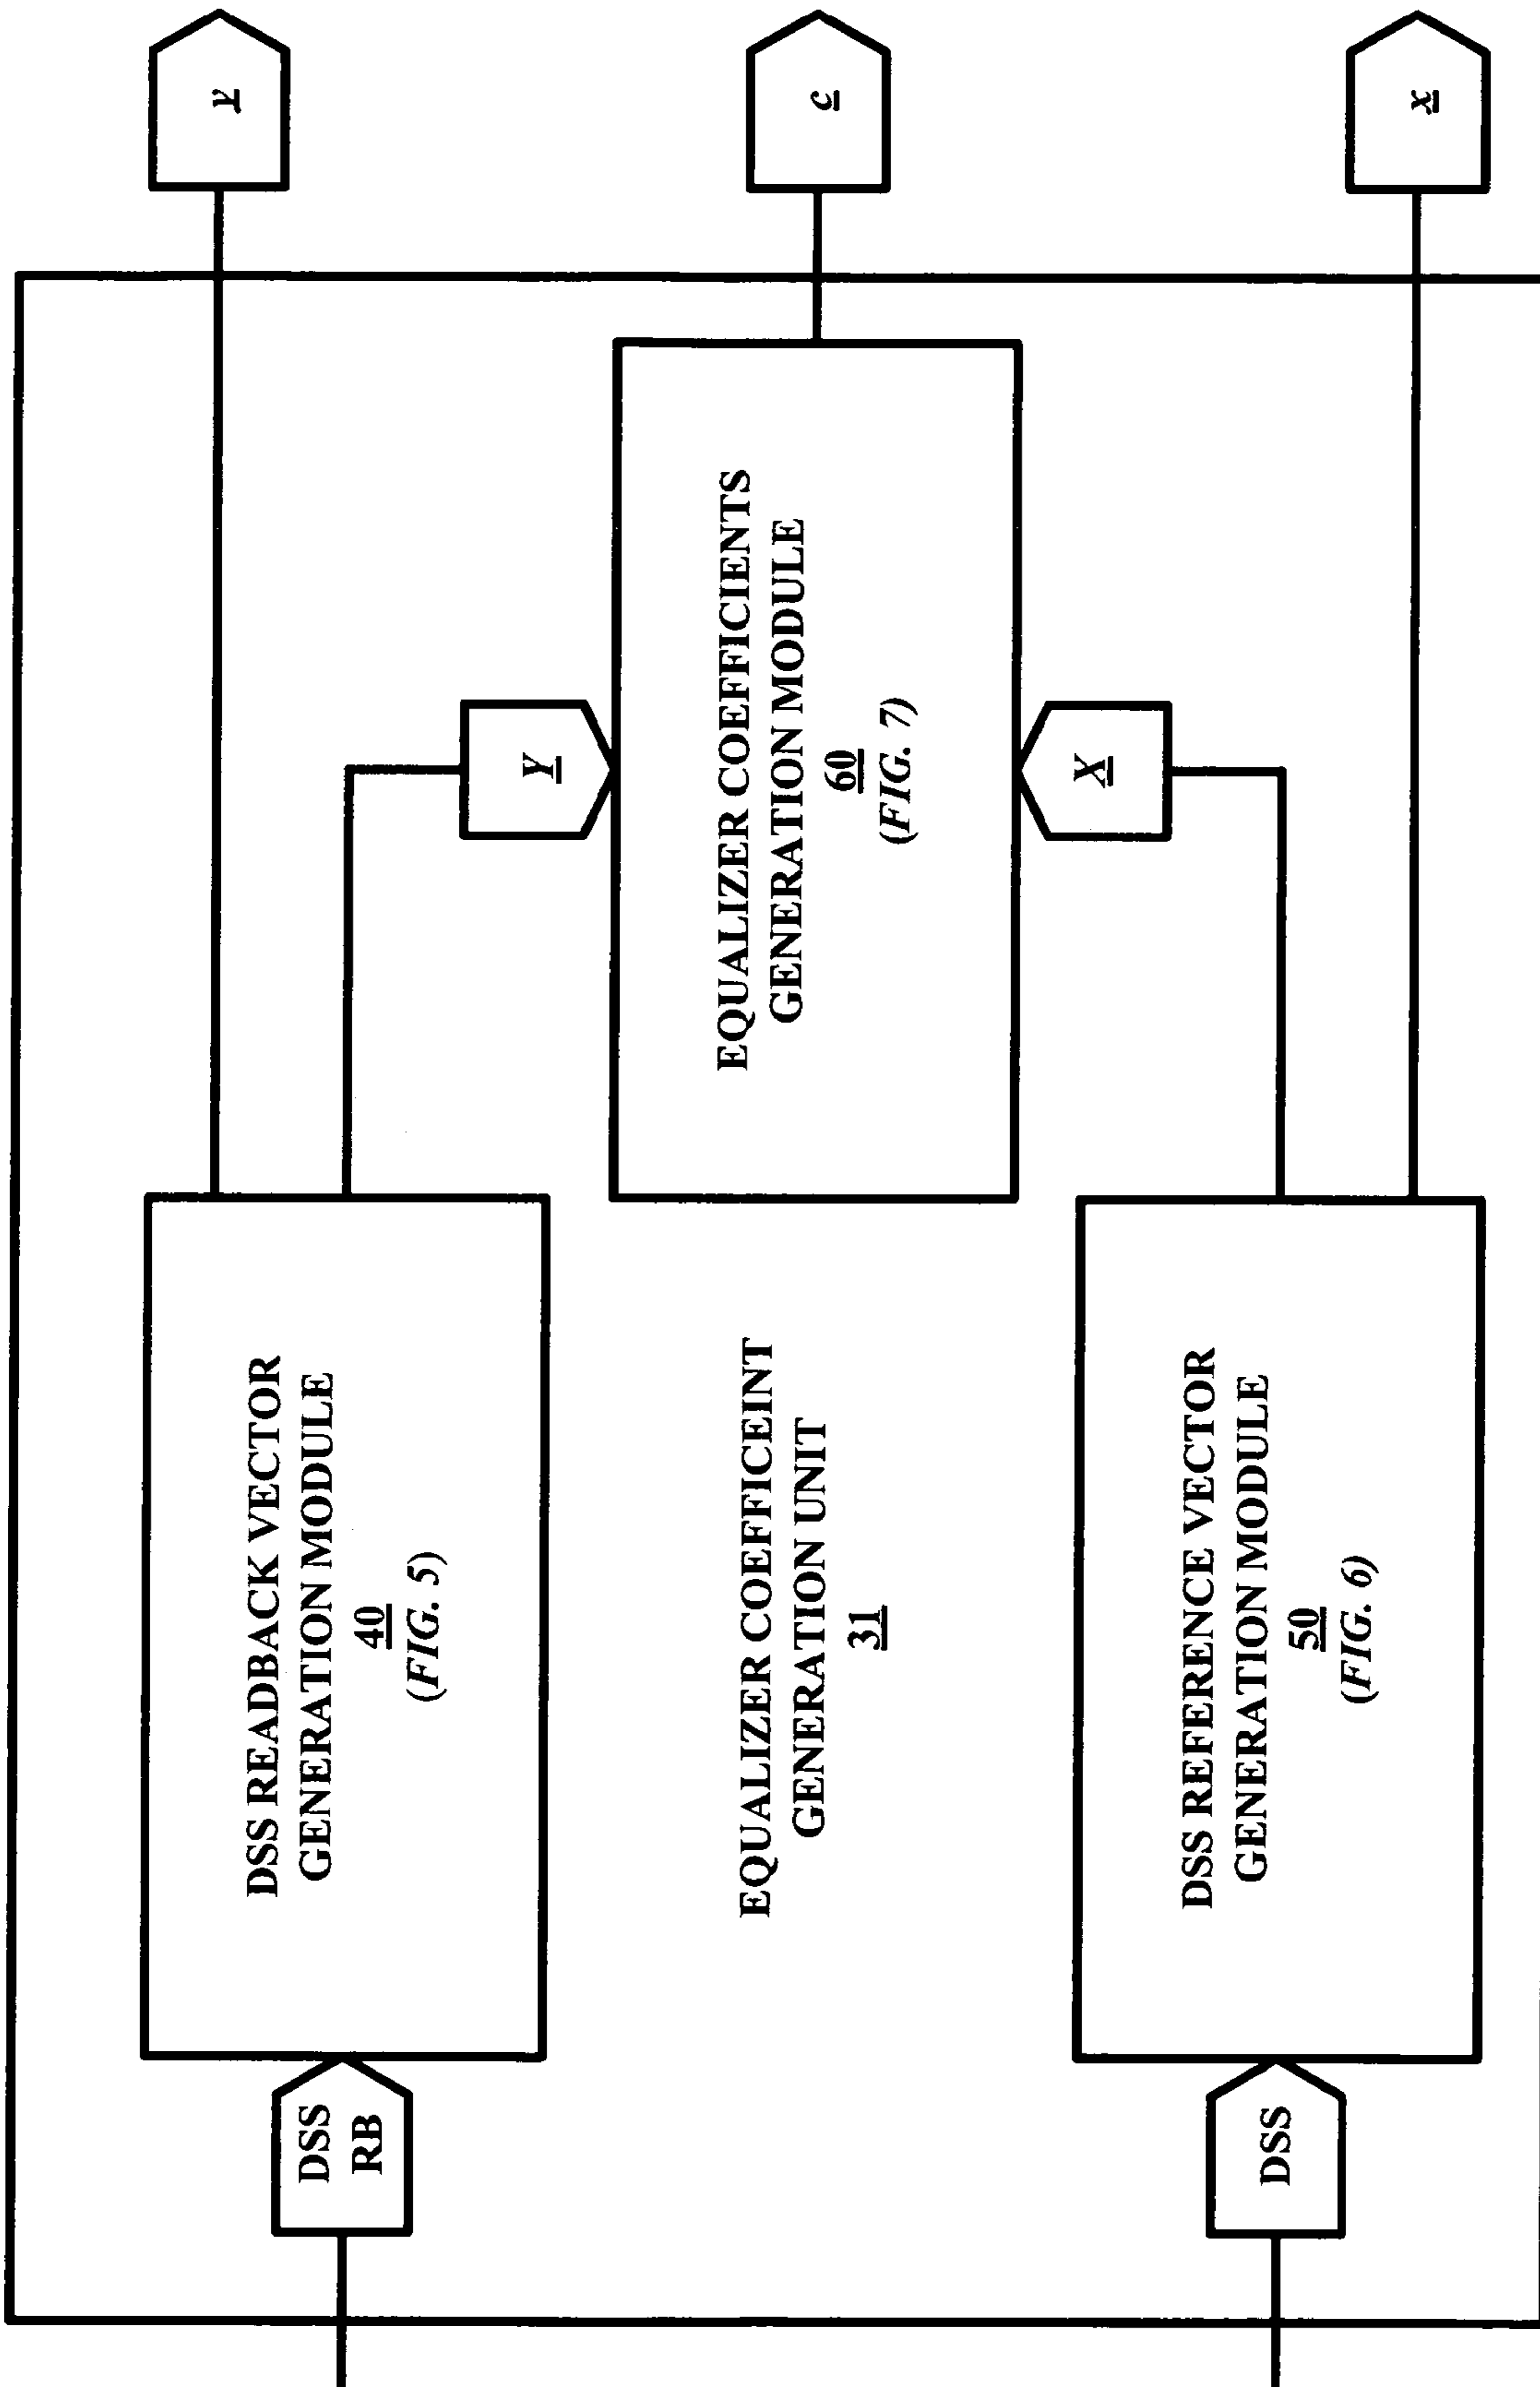 DSS
RB
DSS READBACK VECTOR
GENERATION MODULE
40
(FIG. 5)
y
Y
EQUALIZER COEFFICIENTS
GENERATION MODULE
60
(FIG. 7)
c
EQUALIZER COEFFICEINT
GENERATION UNIT
31
X
DSS
DSS REFERENCE VECTOR
GENERATION MODULE
50
(FIG. 6)
x